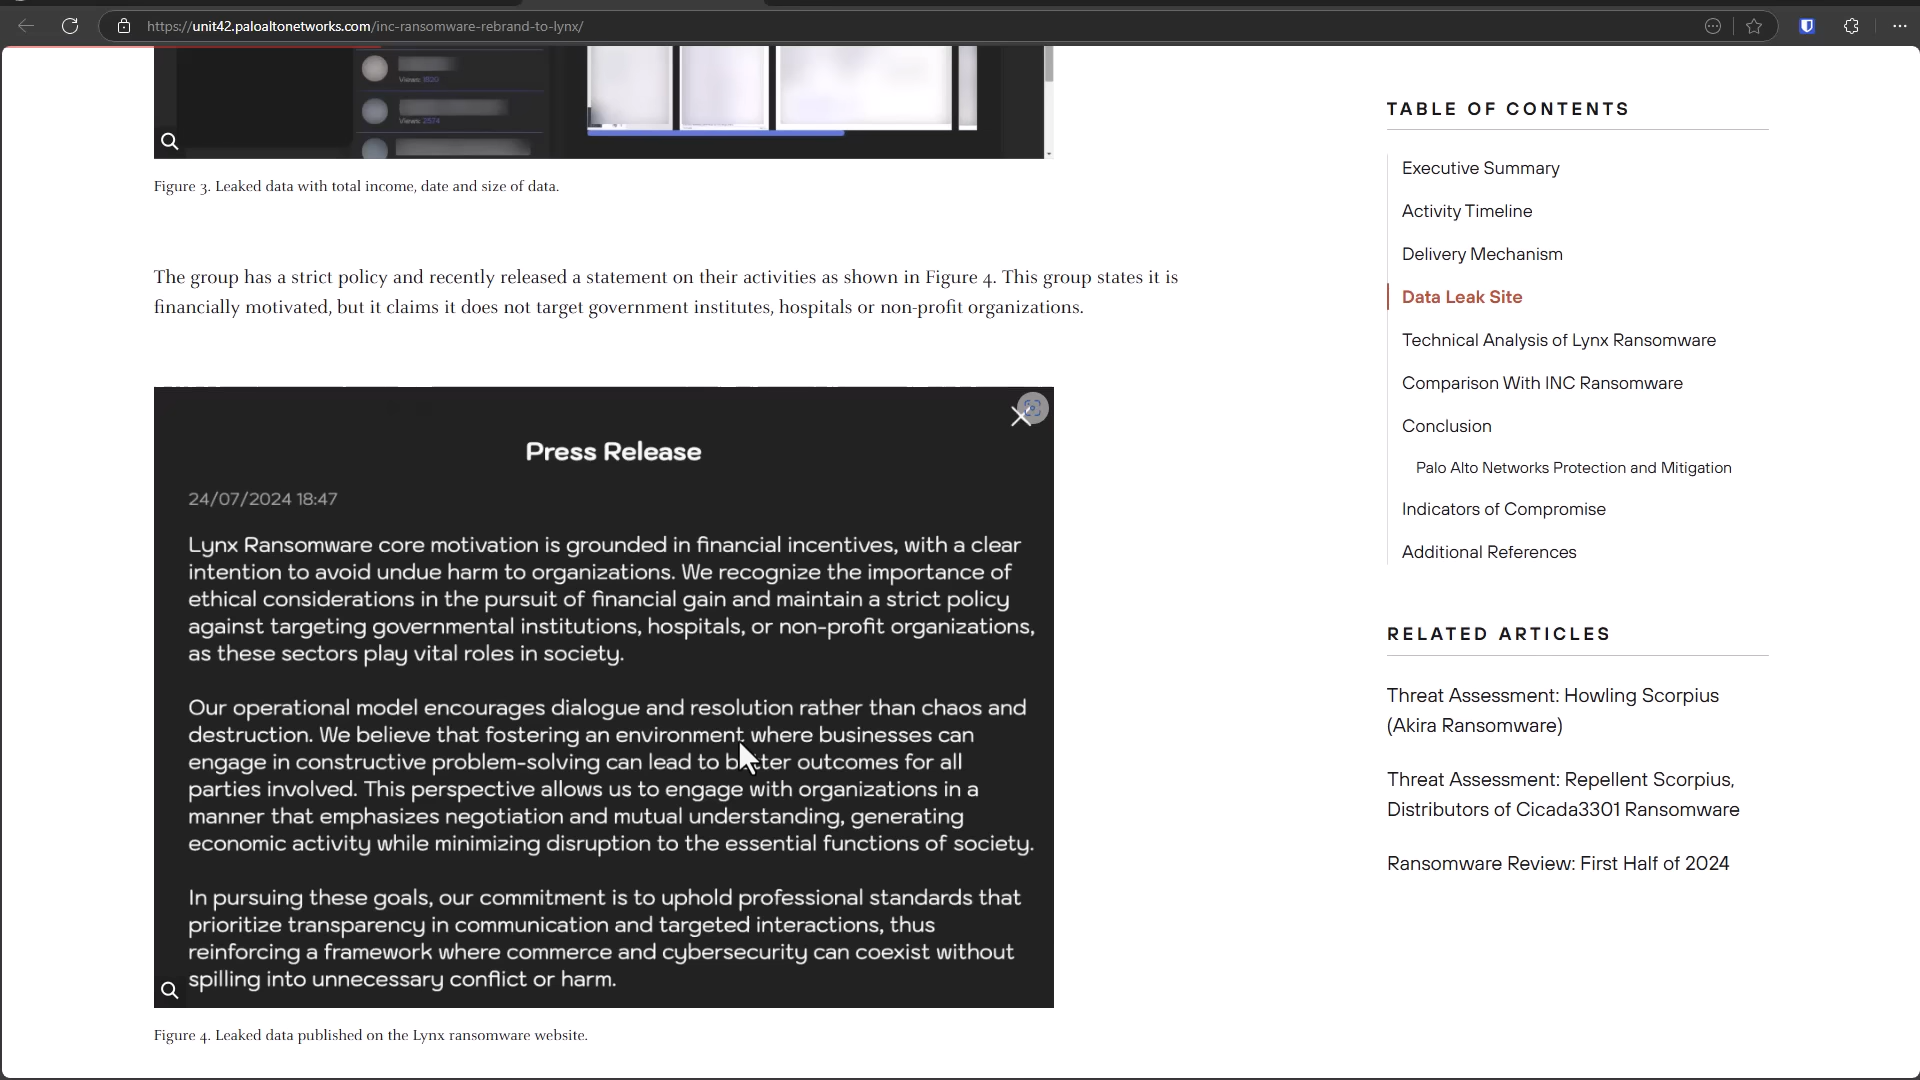 https://unit42.paloaltonetworks.com/inc-ransomware-rebrand-to-lynx/
Views: 1820
Views: 2574
Figure 3. Leaked data with total income, date and size of data.
The group has a strict policy and recently released a statement on their activities as shown in Figure 4. This group states it is
financially motivated, but it claims it does not target government institutes, hospitals or non-profit organizations.
Press Release
24/07/2024 18:47
Lynx Ransomware core motivation is grounded in financial incentives, with a clear
intention to avoid undue harm to organizations. We recognize the importance of
ethical considerations in the pursuit of financial gain and maintain a strict policy
against targeting governmental institutions, hospitals, or non-profit organizations,
as these sectors play vital roles in society.
Our operational model encourages dialogue and resolution rather than chaos and
destruction. We believe that fostering an environment where businesses can
engage in constructive problem-solving can lead to better outcomes for all
parties involved. This perspective allows us to engage with organizations in a
manner that emphasizes negotiation and mutual understanding, generating
economic activity while minimizing disruption to the essential functions of society.
In pursuing these goals, our commitment is to uphold professional standards that
prioritize transparency in communication and targeted interactions, thus
reinforcing a framework where commerce and cybersecurity can coexist without
spilling into unnecessary conflict or harm.
Figure 4. Leaked data published on the Lynx ransomware website.
TABLE OF CONTENTS
Executive Summary
Activity Timeline
Delivery Mechanism
Data Leak Site
Technical Analysis of Lynx Ransomware
Comparison With INC Ransomware
Conclusion
Palo Alto Networks Protection and Mitigation
Indicators of Compromise
Additional References
RELATED ARTICLES
Threat Assessment: Howling Scorpius
(Akira Ransomware)
Threat Assessment: Repellent Scorpius,
Distributors of Cicada3301 Ransomware
Ransomware Review: First Half of 2024